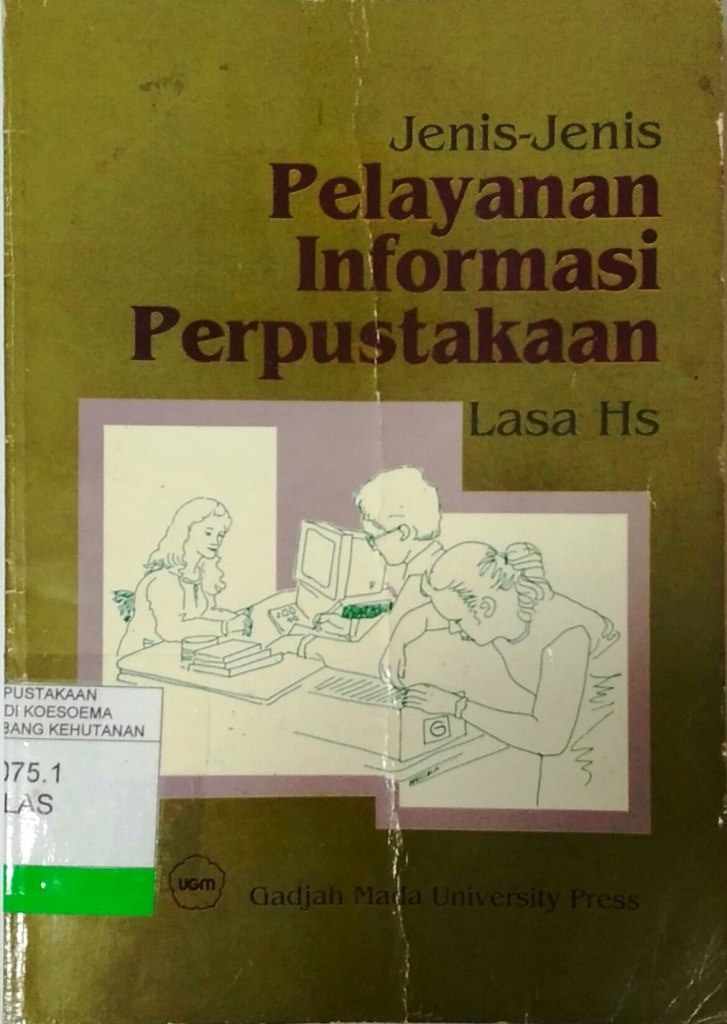 Jenis-Jenis
Pelayanan
Informasi
Perpustakaan
Lasa Hs
G
PUSTAKAAN
DI KOESOEMA
BANG KEHUTANAN
075.1
LAS
UGM
Gadjah Mada University Press